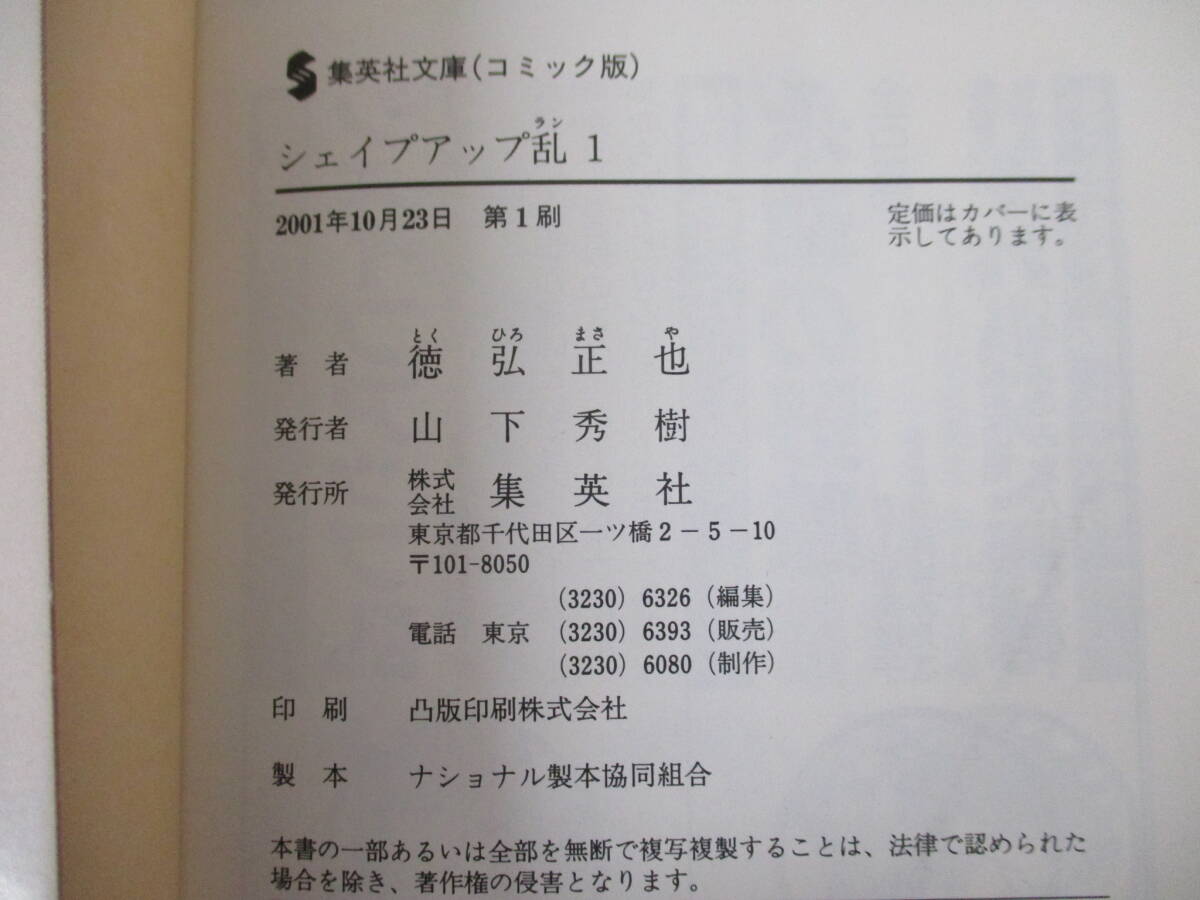 集英社文庫(コミック版)
ラン
シェイプアップ乱 1
2001年10月23日 第1刷
定価はカバーに表
示してあります。
とく ひろ まさ や
著者 徳弘正也
発行者 山下秀樹
発行所 株式会社 集英社
東京都千代田区一ツ橋2-5-10
〒101-8050
(3230) 6326 (編集)
電話 東京 (3230) 6393 (販売)
(3230) 6080 (制作)
印刷 凸版印刷株式会社
製本 ナショナル製本協同組合
本書の一部あるいは全部を無断で複写複製することは、法律で認められた
場合を除き、著作権の侵害となります。